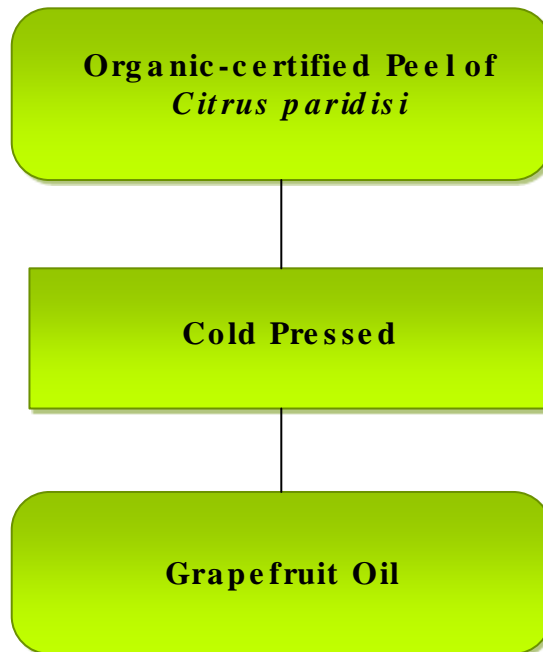 Organic-certified Peel of
Citrus paridisi
Cold Pressed
Grapefruit Oil